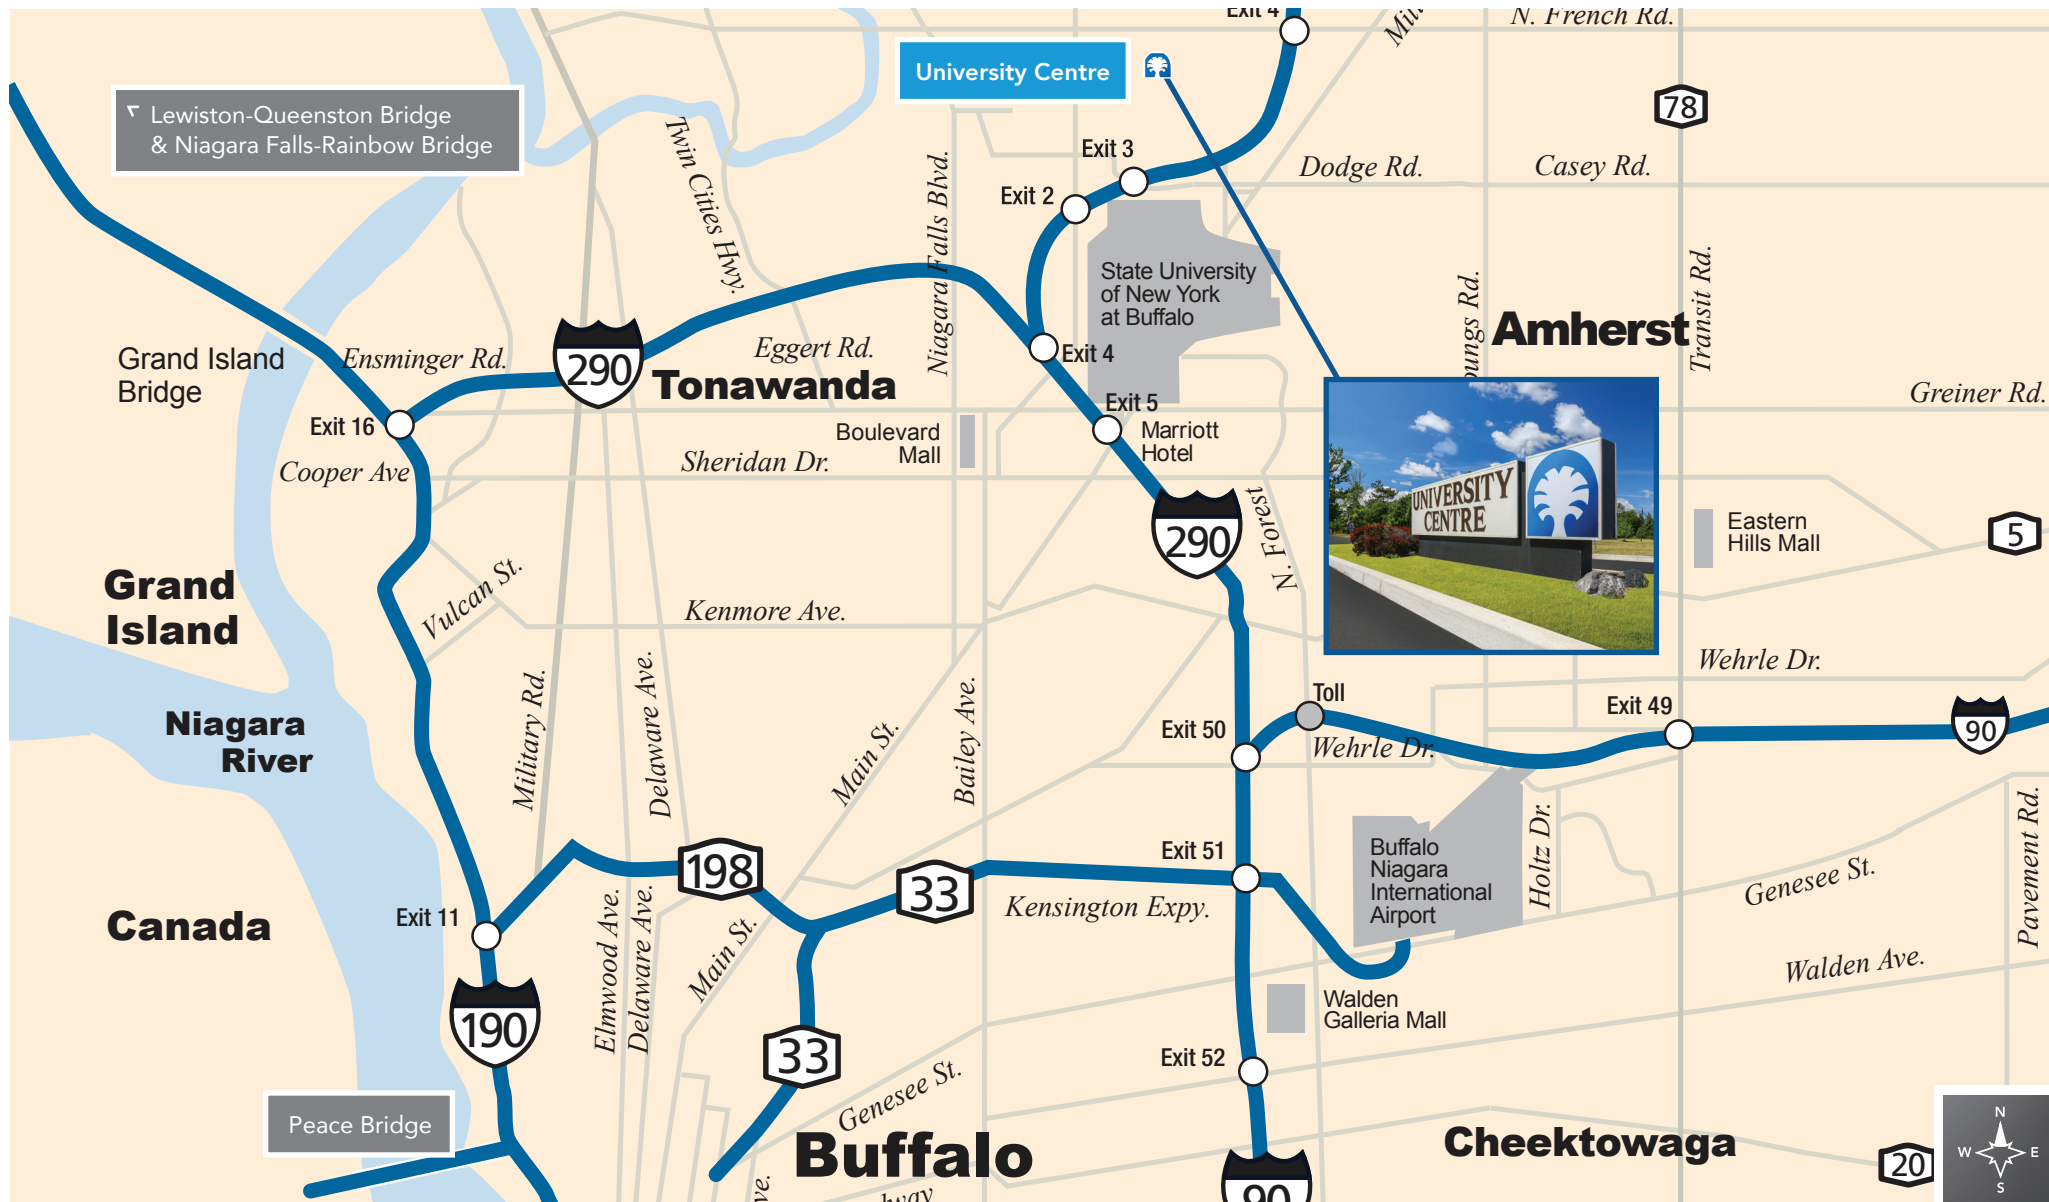 Exit 4
N. French Rd.
University Centre
Lewiston-Queenston Bridge
& Niagara Falls-Rainbow Bridge
78
Twin Cities Hwy.
Niagara Falls Blvd.
Exit 3
Dodge Rd.
Casey Rd.
Exit 2
State University
of New York
at Buffalo
Transit Rd.
Amherst
Grand Island
Bridge
Ensminger Rd.
290
Eggert Rd.
Exit 4
Tonawanda
Greiner Rd.
Exit 16
Exit 5
Boulevard
Mall
Marriott
Hotel
Cooper Ave
Sheridan Dr.
UNIVERSITY
CENTRE
290
N. Forest
Eastern
Hills Mall
5
Grand
Island
Vulcan St.
Kenmore Ave.
Wehrle Dr.
Niagara
River
Military Rd.
Delaware Ave.
Main St.
Bailey Ave.
Toll
Exit 50
Wehrle Dr.
Exit 49
90
198
33
Exit 51
Kensington Expy.
Buffalo
Niagara
International
Airport
Holtz Dr.
Genesee St.
Pavement Rd.
Canada
Exit 11
Elmwood Ave.
Delaware Ave.
Main St.
Walden Ave.
190
33
Walden
Galleria Mall
Exit 52
Genesee St.
Peace Bridge
Buffalo
Cheektowaga
90
20
N
W
E
S